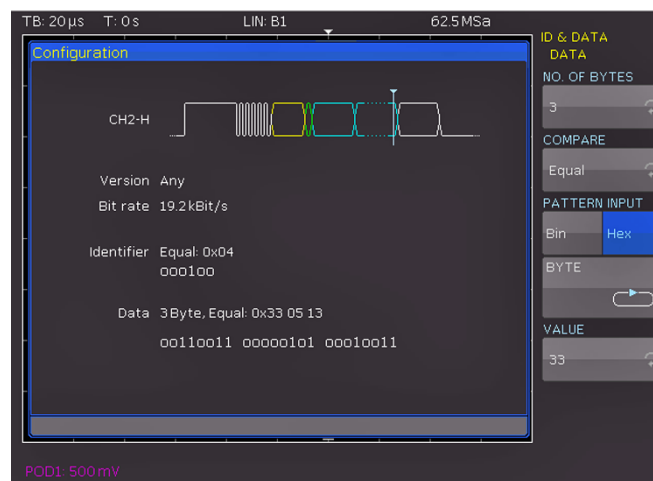 TB: 20 µs T: 0 s LIN: B1 62.5 MSa
Configuration
CH2-H
Version Any
Bit rate 19.2 kBit/s
Identifier Equal: 0x04
000100
Data 3 Byte, Equal: 0x33 05 13
00110011 00000101 00010011
ID & DATA
DATA
NO. OF BYTES
3
COMPARE
Equal
PATTERN INPUT
Bin Hex
BYTE
VALUE
33
POD1: 500 mV